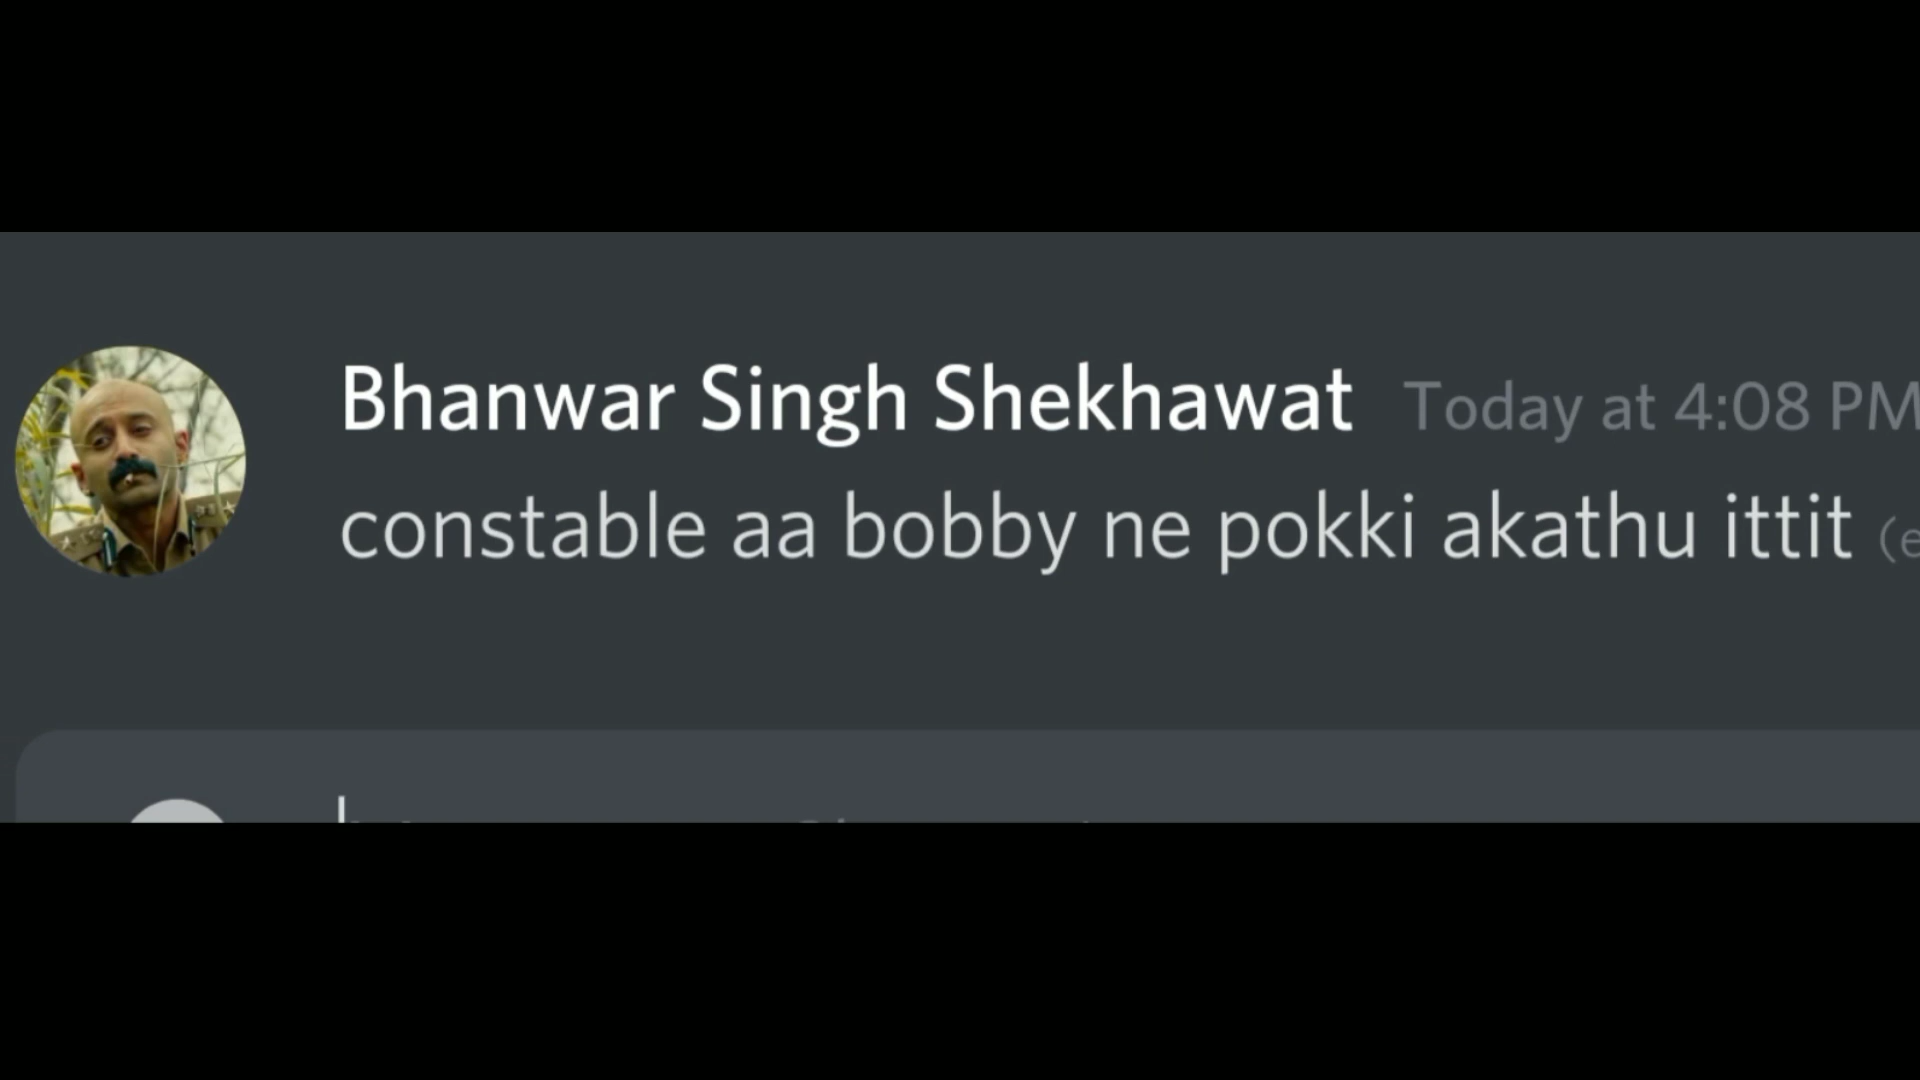 Bhanwar Singh Shekhawat Today at 4:08 PM
constable aa bobby ne pokki akathu ittit